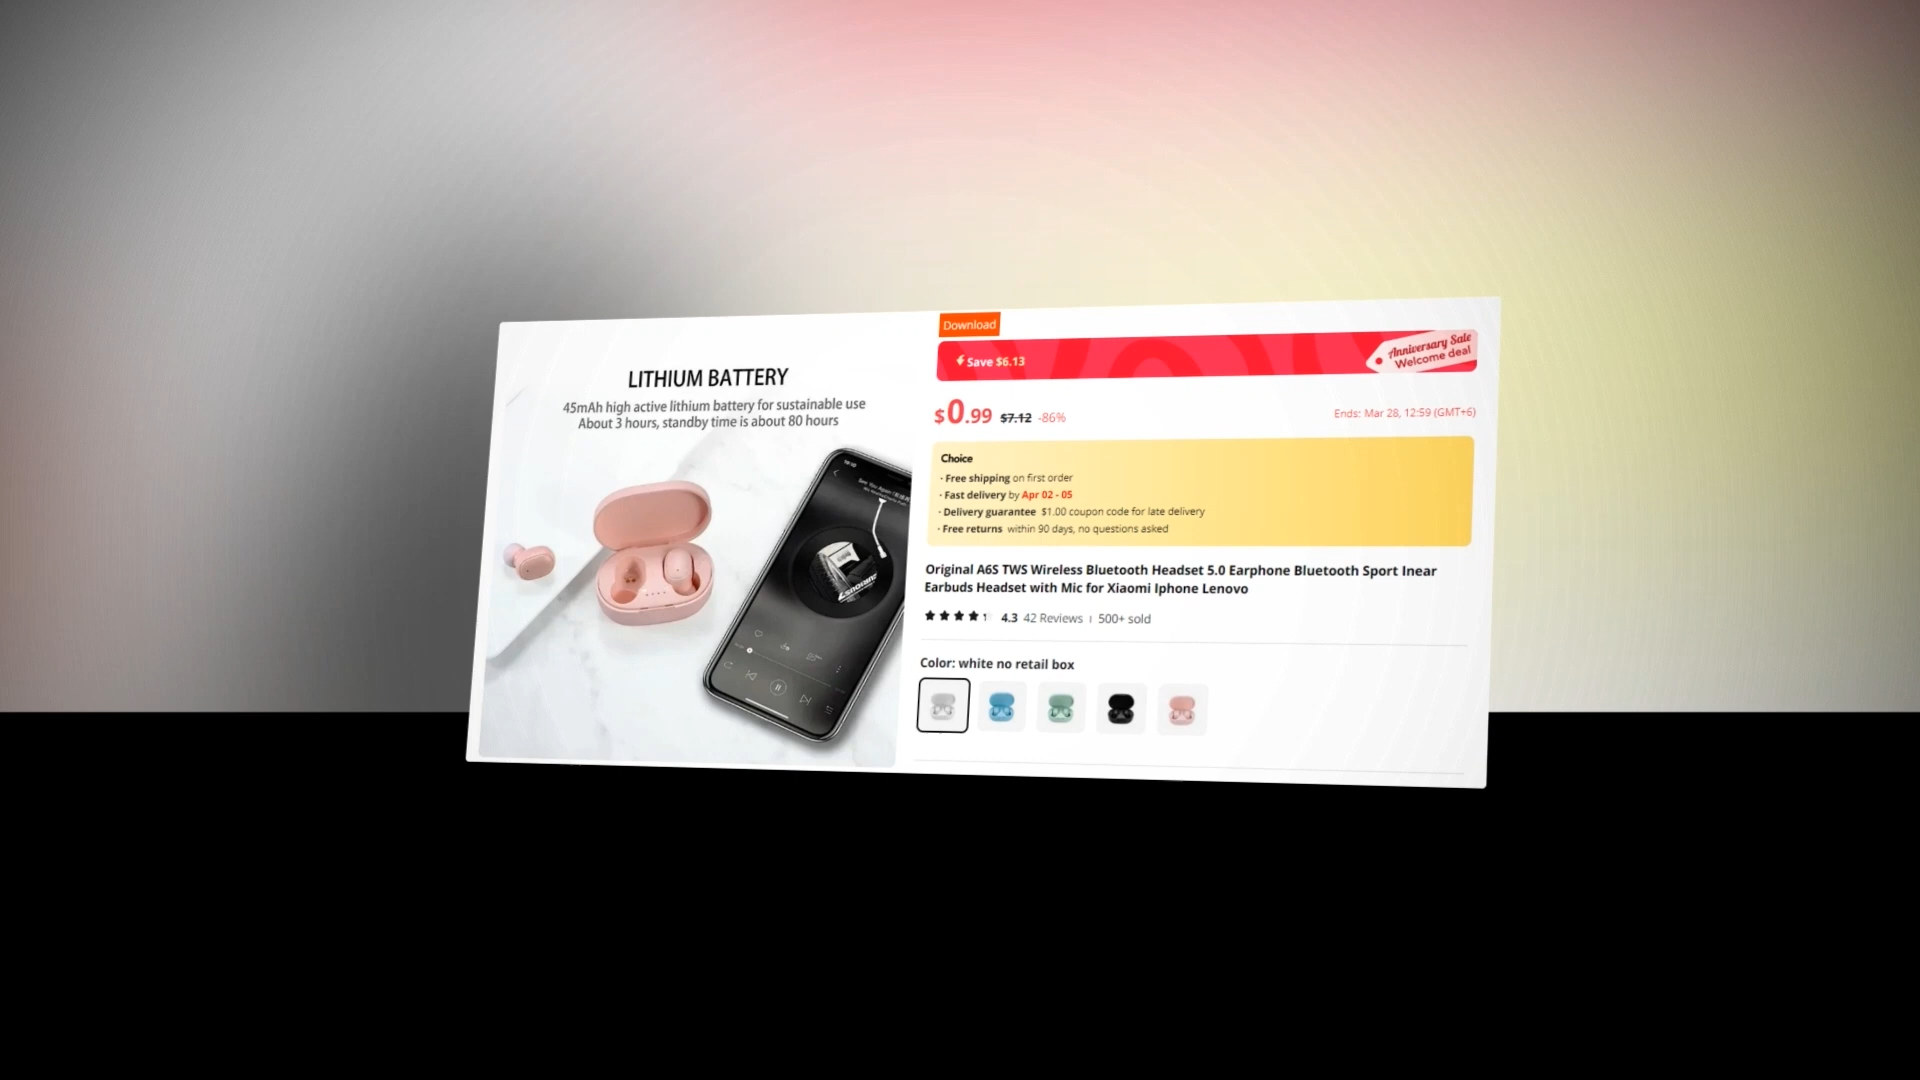 LITHIUM BATTERY
45mAh high active lithium battery for sustainable use
About 3 hours, standby time is about 80 hours
Download
Save $6.13
Anniversary Sale
Welcome deal
$0.99 $7.12 -86%
Ends: Mar 28, 12:59 (GMT+6)
Choice
· Free shipping on first order
· Fast delivery by Apr 02 - 05
· Delivery guarantee $1.00 coupon code for late delivery
· Free returns within 90 days, no questions asked
Original A6S TWS Wireless Bluetooth Headset 5.0 Earphone Bluetooth Sport Inear
Earbuds Headset with Mic for Xiaomi Iphone Lenovo
4.3 42 Reviews | 500+ sold
Color: white no retail box